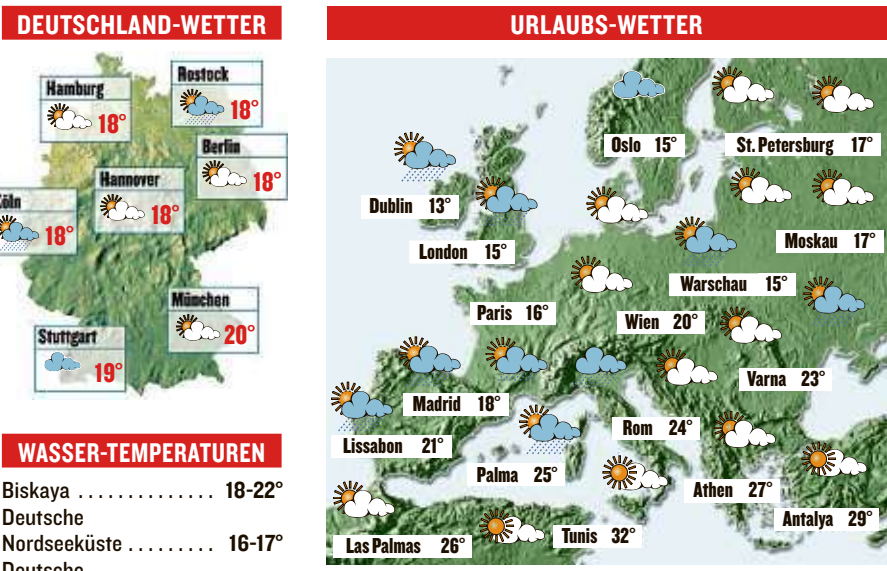 DEUTSCHLAND-WETTER
Hamburg
18°
Rostock
18°
Berlin
18°
Hannover
18°
Köln
18°
München
20°
Stuttgart
19°
WASSER-TEMPERATUREN
Biskaya .............. 18-22°
Deutsche
Nordseeküste ......... 16-17°
Deutsche
URLAUBS-WETTER
Oslo 15°
St. Petersburg 17°
Dublin 13°
London 15°
Moskau 17°
Warschau 15°
Paris 16°
Wien 20°
Varna 23°
Madrid 18°
Rom 24°
Lissabon 21°
Palma 25°
Athen 27°
Antalya 29°
Las Palmas 26°
Tunis 32°